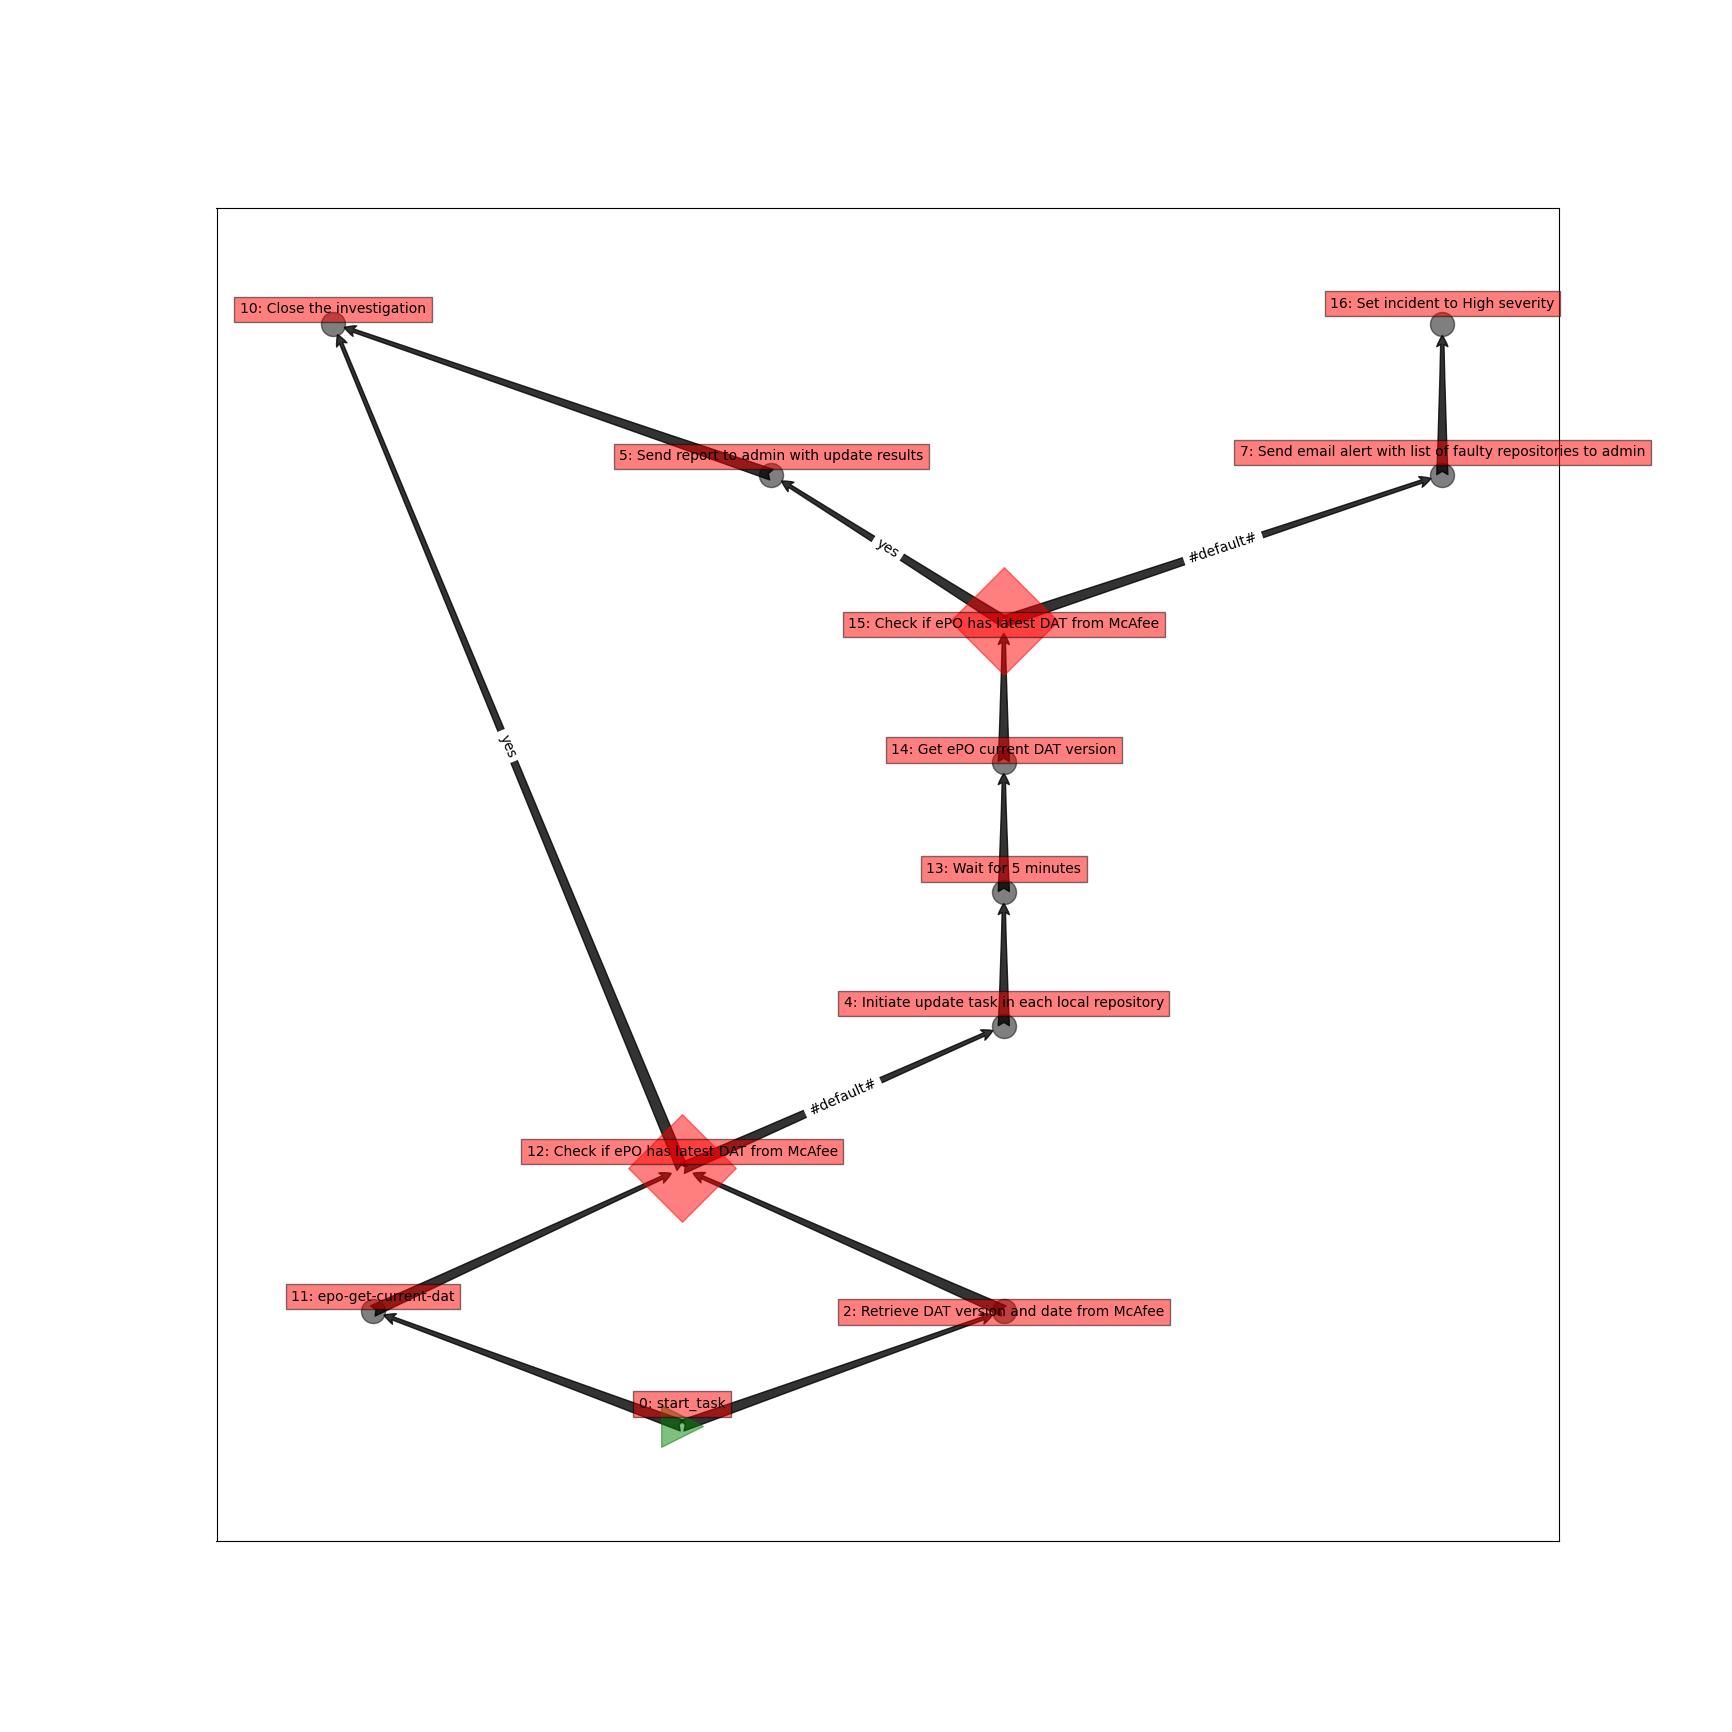 16: Set incident to High severity
10: Close the investigation
7: Send email alert with list of faulty repositories to admin
5: Send report to admin with update results
yes
#default#
15: Check if ePO has latest DAT from McAfee
yes
14: Get ePO current DAT version
13: Wait for 5 minutes
4: Initiate update task in each local repository
#default#
12: Check if ePO has latest DAT from McAfee
11: epo-get-current-dat
2: Retrieve DAT version and date from McAfee
0: start_task